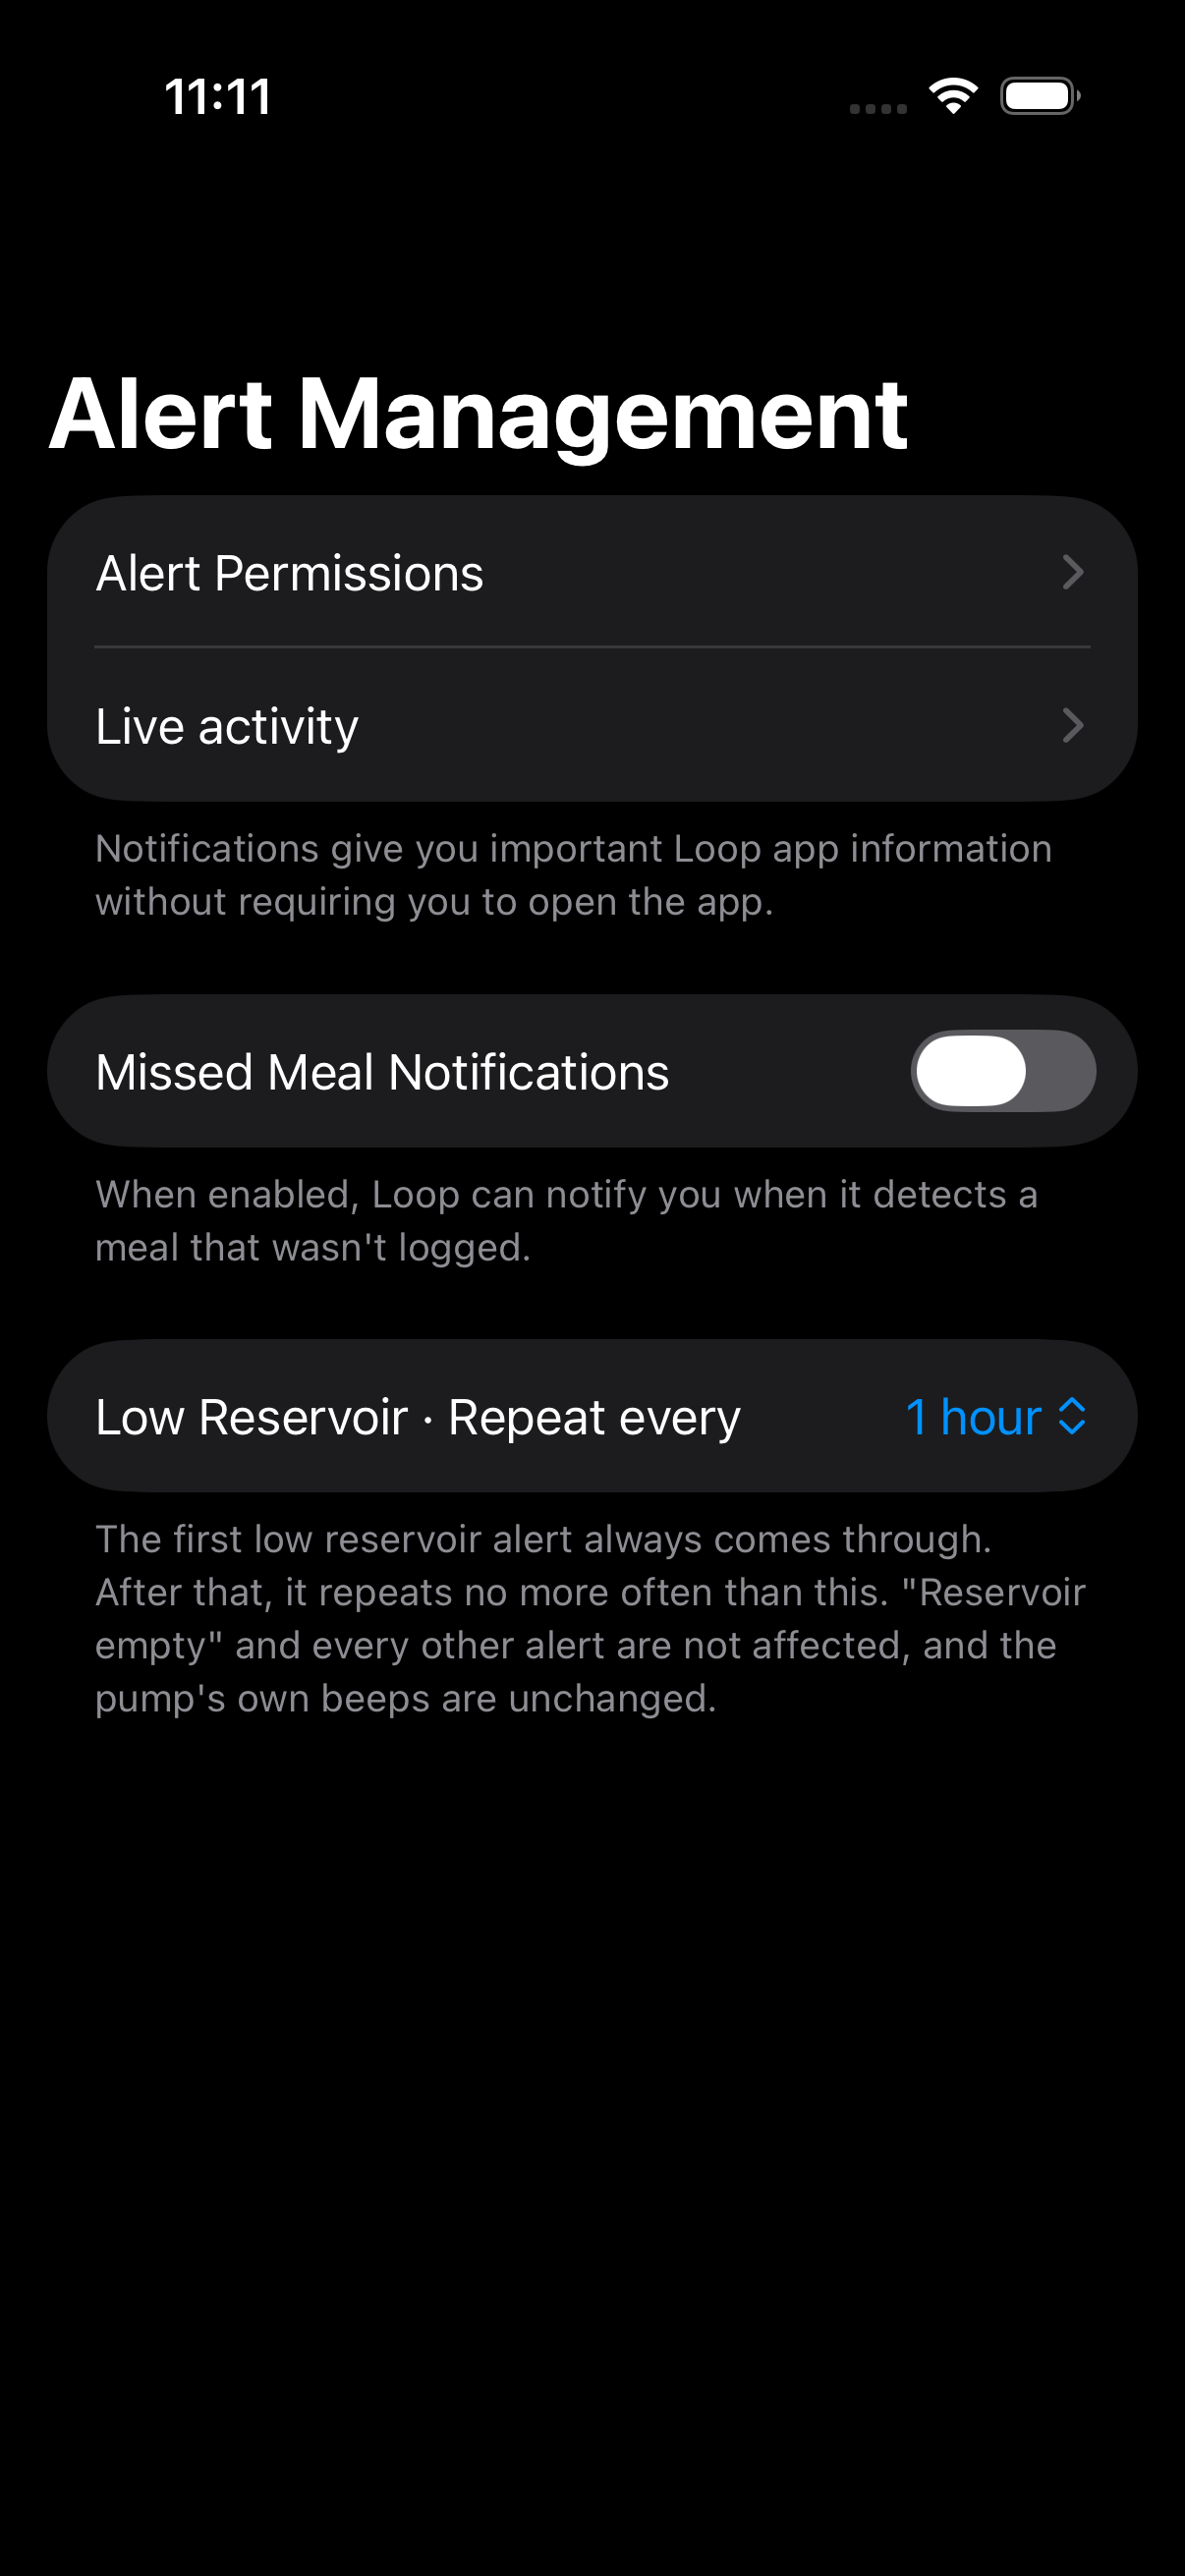 11:11
Alert Management
Alert Permissions
Live activity
Notifications give you important Loop app information
without requiring you to open the app.
Missed Meal Notifications
When enabled, Loop can notify you when it detects a
meal that wasn't logged.
Low Reservoir · Repeat every 1 hour
The first low reservoir alert always comes through.
After that, it repeats no more often than this. "Reservoir
empty" and every other alert are not affected, and the
pump's own beeps are unchanged.